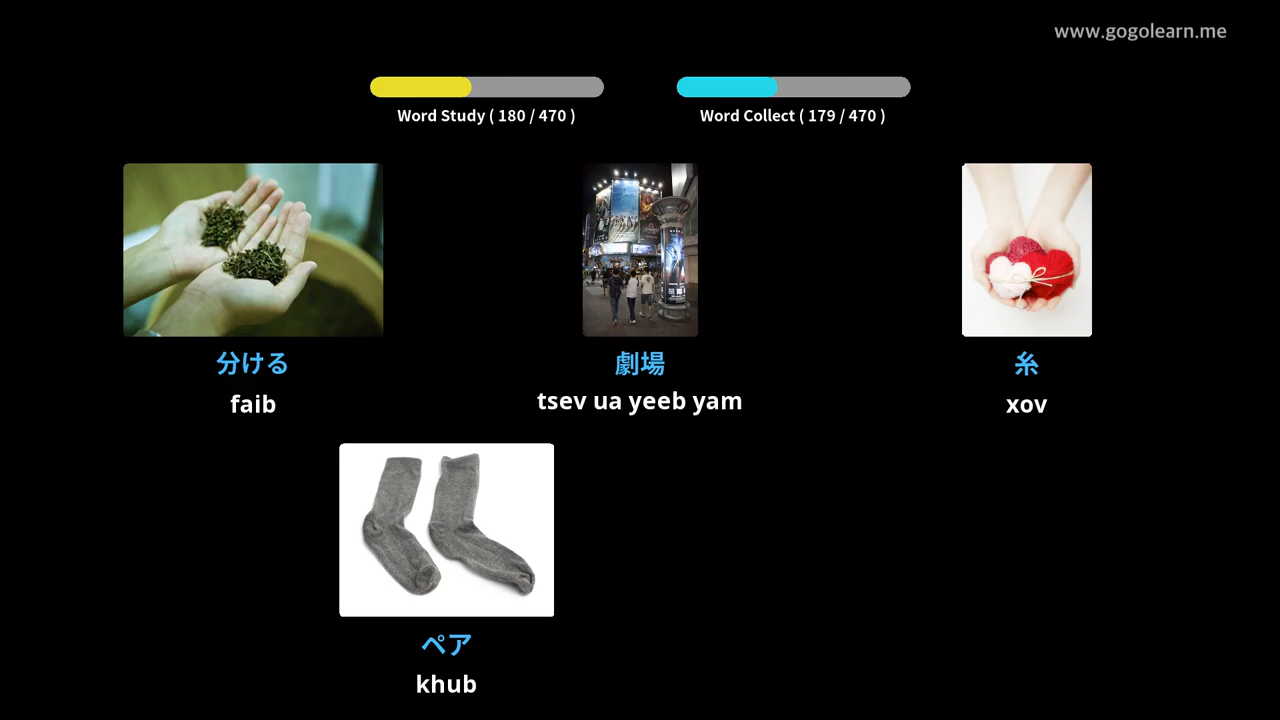 www.gogolearn.me
Word Study ( 180 / 470 )
Word Collect ( 179 / 470 )
分ける
faib
劇場
tsev ua yeeb yam
糸
xov
ペア
khub